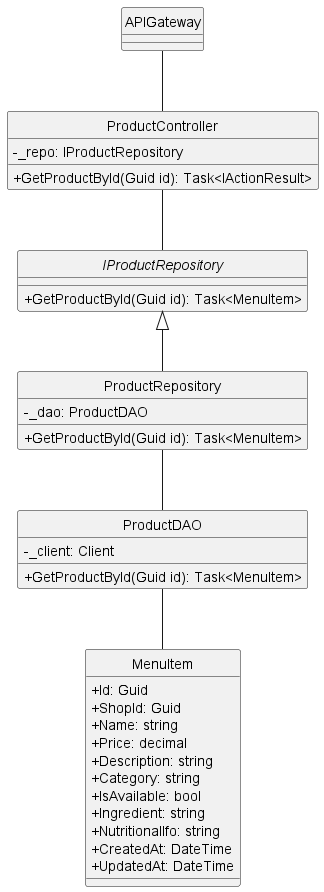 APIGateway
ProductController
-_repo: IProductRepository
+GetProductById(Guid id): Task<IActionResult>
IProductRepository
+GetProductById(Guid id): Task<MenuItem>
ProductRepository
-_dao: ProductDAO
+GetProductById(Guid id): Task<MenuItem>
ProductDAO
-_client: Client
+GetProductById(Guid id): Task<MenuItem>
MenuItem
+Id: Guid
+ShopId: Guid
+Name: string
+Price: decimal
+Description: string
+Category: string
+IsAvailable: bool
+Ingredient: string
+NutritionalIfo: string
+CreatedAt: DateTime
+UpdatedAt: DateTime